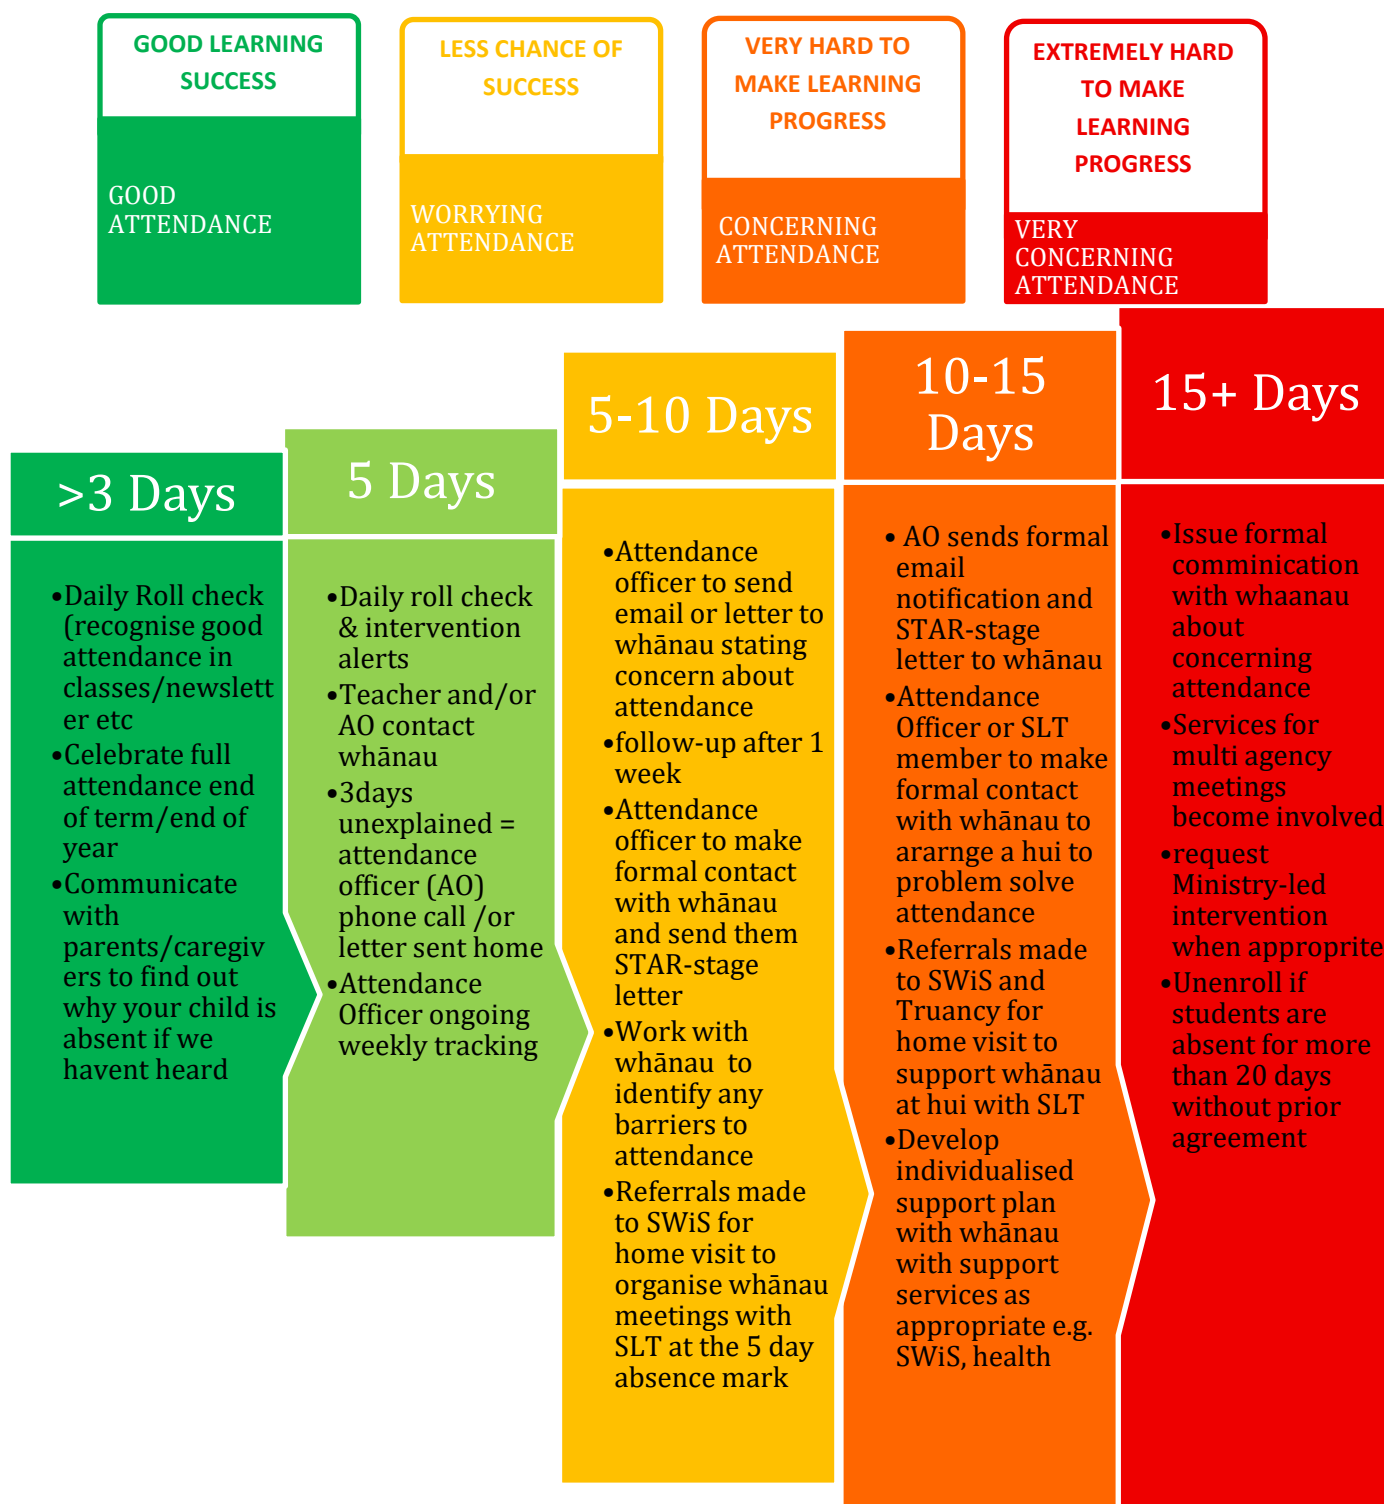 GOOD LEARNING
SUCCESS
GOOD
ATTENDANCE
LESS CHANCE OF
SUCCESS
WORRYING
ATTENDANCE
VERY HARD TO
MAKE LEARNING
PROGRESS
CONCERNING
ATTENDANCE
EXTREMELY HARD
TO MAKE
LEARNING
PROGRESS
VERY
CONCERNING
ATTENDANCE
>3 Days
•Daily Roll check
(recognise good
attendance in
classes/newslett
er etc
•Celebrate full
attendance end
of term/end of
year
•Communicate
with
parents/caregiv
ers to find out
why your child is
absent if we
havent heard
5 Days
•Daily roll check
& intervention
alerts
•Teacher and/or
AO contact
whānau
•3days
unexplained =
attendance
officer (AO)
phone call /or
letter sent home
•Attendance
Officer ongoing
weekly tracking
5-10 Days
•Attendance
officer to send
email or letter to
whānau stating
concern about
attendance
•follow-up after 1
week
•Attendance
officer to make
formal contact
with whānau
and send them
STAR-stage
letter
•Work with
whānau to
identify any
barriers to
attendance
•Referrals made
to SWiS for
home visit to
organise whānau
meetings with
SLT at the 5 day
absence mark
10-15
Days
• AO sends formal
email
notification and
STAR-stage
letter to whānau
•Attendance
Officer or SLT
member to make
formal contact
with whānau to
ararnge a hui to
problem solve
attendance
•Referrals made
to SWiS and
Truancy for
home visit to
support whānau
at hui with SLT
•Develop
individualised
support plan
with whānau
with support
services as
appropriate e.g.
SWiS, health
15+ Days
•Issue formal
comminication
with whaanau
about
concerning
attendance
•Services for
multi agency
meetings
become involved
•request
Ministry-led
intervention
when approprite
•Unenroll if
students are
absent for more
than 20 days
without prior
agreement